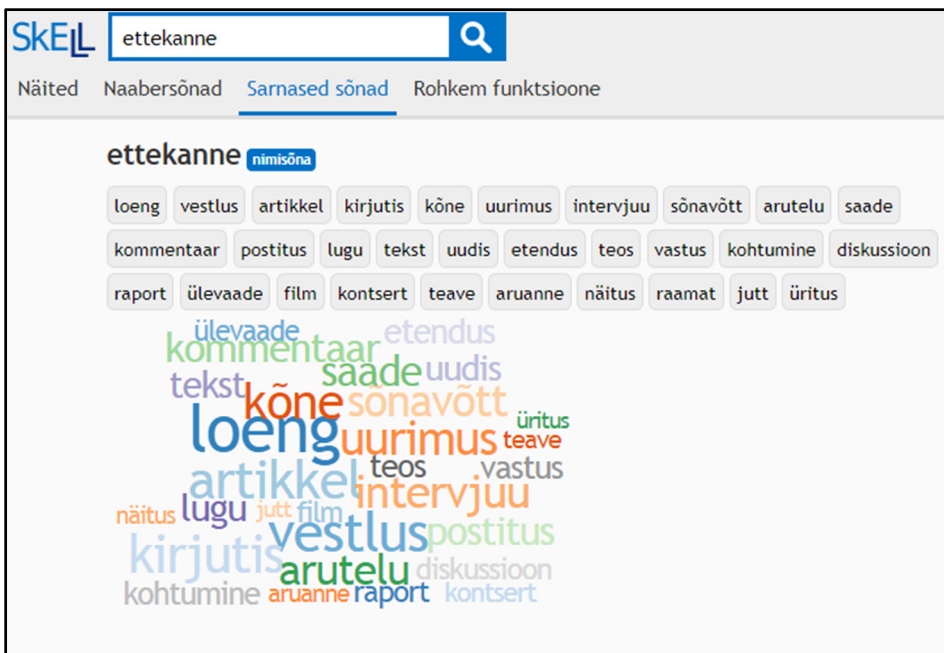 SkELL ettekanne
Näited Naabersõnad Sarnased sõnad Rohkem funktsioone
ettekanne nimisõna
loeng vestlus artikkel kirjutis kõne uurimus intervjuu sõnavõtt arutelu saade
kommentaar postitus lugu tekst uudis etendus teos vastus kohtumine diskussioon
raport ülevaade film kontsert teave aruanne näitus raamat jutt üritus
ülevaade etendus
kommentaar
saade uudis
tekst
kõne sõnavõtt
loeng üritus
uurimus teave
teos vastus
artikkel
intervjuu
näitus lugu jutt film
vestlus postitus
kirjutis
arutelu diskussioon
kohtumine aruanne raport kontsert